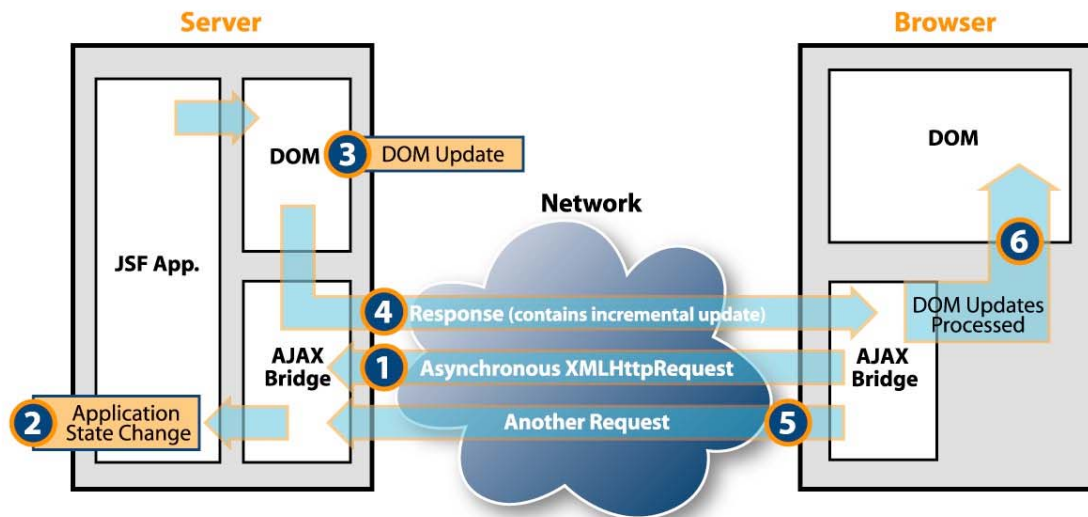 Server
Browser
DOM
3 DOM Update
DOM
Network
6
JSF App.
4 Response (contains incremental update)
DOM Updates
Processed
AJAX
Bridge
1 Asynchronous XMLHttpRequest
AJAX
Bridge
2 Application
State Change
Another Request 5